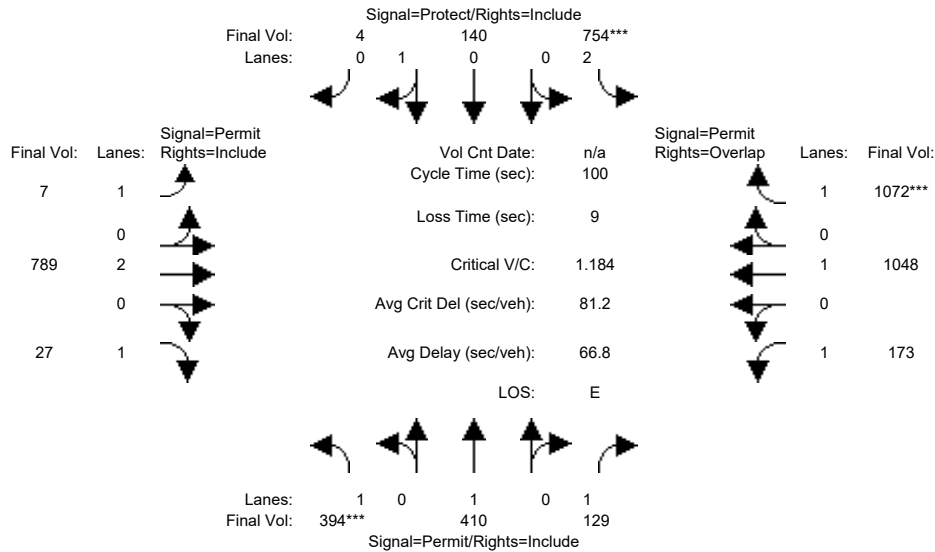 Signal=Protect/Rights=Include
Final Vol: 4 140 754***
Lanes: 0 1 0 0 2
Signal=Permit Signal=Permit
Final Vol: Lanes: Rights=Include Vol Cnt Date: n/a Rights=Overlap Lanes: Final Vol:
Cycle Time (sec): 100
7 1 1 1072***
Loss Time (sec): 9
0 0
789 2 Critical V/C: 1.184 1 1048
0 Avg Crit Del (sec/veh): 81.2 0
27 1 Avg Delay (sec/veh): 66.8 1 173
LOS: E
Lanes: 1 0 1 0 1
Final Vol: 394*** 410 129
Signal=Permit/Rights=Include